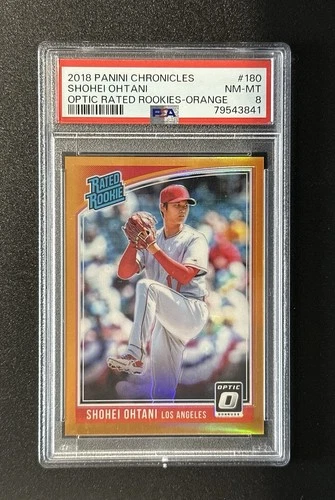 2018 PANINI CHRONICLES #180
SHOHEI OHTANI NM-MT
OPTIC RATED ROOKIES-ORANGE 8
PSA 79543841
RATED
ROOKIE
OPTIC
SHOHEI OHTANI LOS ANGELES